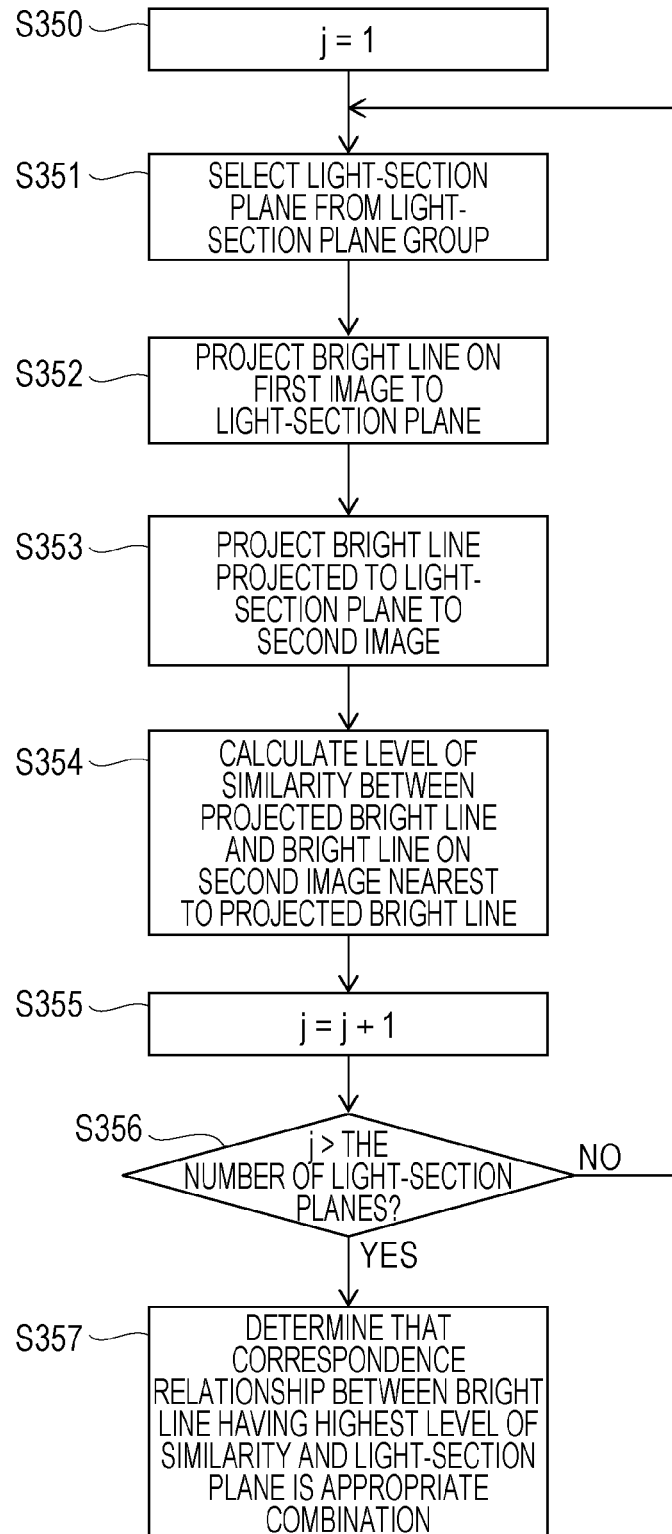 S350
j = 1
S351
SELECT LIGHT-SECTION
PLANE FROM LIGHT-
SECTION PLANE GROUP
S352
PROJECT BRIGHT LINE ON
FIRST IMAGE TO
LIGHT-SECTION PLANE
S353
PROJECT BRIGHT LINE
PROJECTED TO LIGHT-
SECTION PLANE TO
SECOND IMAGE
S354
CALCULATE LEVEL OF
SIMILARITY BETWEEN
PROJECTED BRIGHT LINE
AND BRIGHT LINE ON
SECOND IMAGE NEAREST
TO PROJECTED BRIGHT LINE
S355
j = j + 1
S356
j > THE
NUMBER OF LIGHT-SECTION
PLANES?
NO
YES
S357
DETERMINE THAT
CORRESPONDENCE
RELATIONSHIP BETWEEN BRIGHT
LINE HAVING HIGHEST LEVEL OF
SIMILARITY AND LIGHT-SECTION
PLANE IS APPROPRIATE
COMBINATION